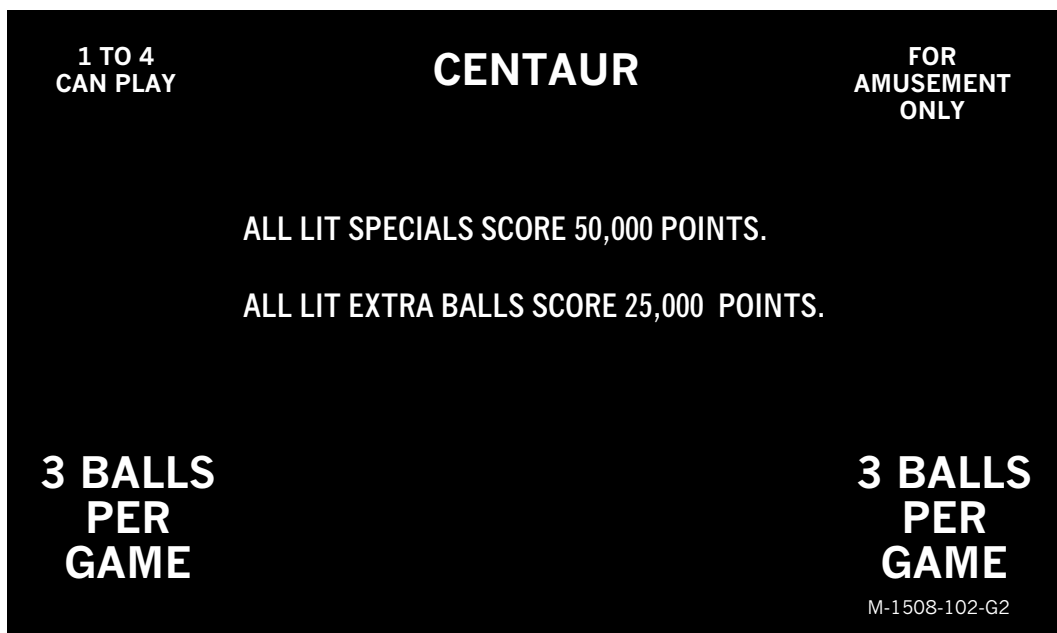 1 TO 4
CAN PLAY
CENTAUR
FOR
AMUSEMENT
ONLY
ALL LIT SPECIALS SCORE 50,000 POINTS.
ALL LIT EXTRA BALLS SCORE 25,000  POINTS.
3 BALLS
PER
GAME
3 BALLS
PER
GAME
M-1508-102-G2